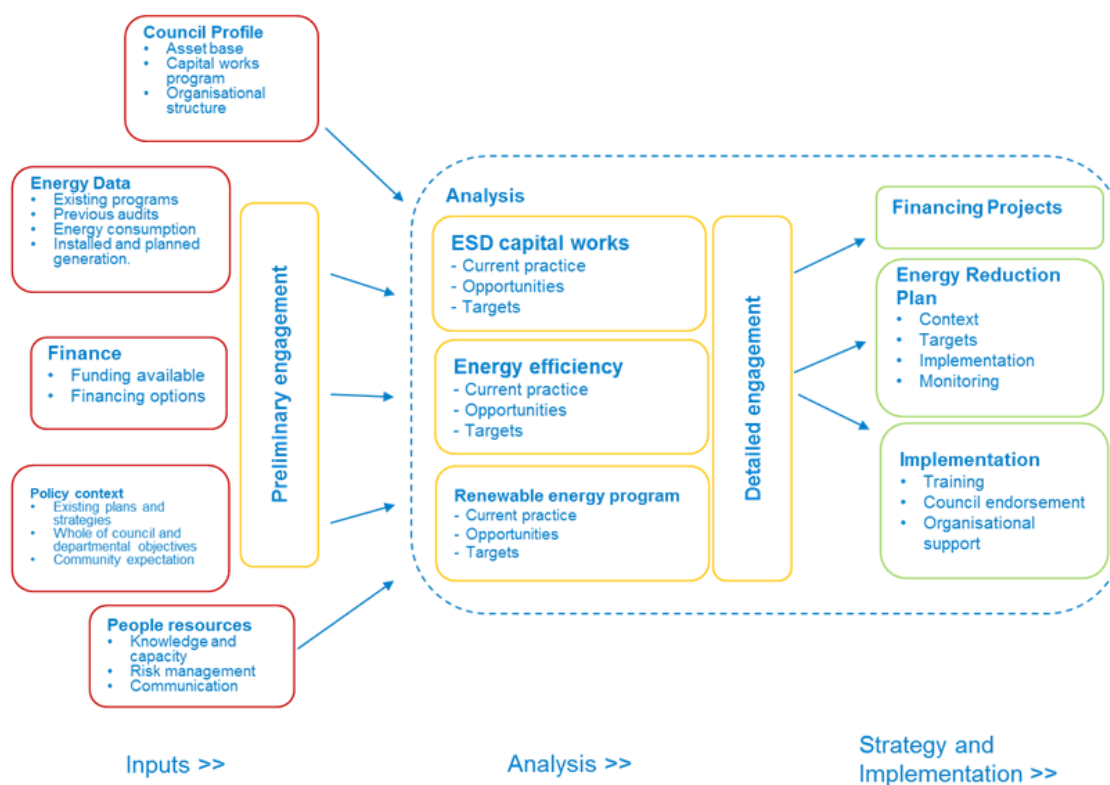 Council Profile
• Asset base
• Capital works
program
• Organisational
structure
Energy Data
• Existing programs
• Previous audits
• Energy consumption
• Installed and planned
generation.
Finance
• Funding available
• Financing options
Policy context
• Existing plans and
strategies
• Whole of council and
departmental objectives
• Community expectation
People resources
• Knowledge and
capacity
• Risk management
• Communication
Preliminary engagement
Analysis
ESD capital works
- Current practice
- Opportunities
- Targets
Energy efficiency
- Current practice
- Opportunities
- Targets
Renewable energy program
- Current practice
- Opportunities
- Targets
Detailed engagement
Financing Projects
Energy Reduction
Plan
• Context
• Targets
• Implementation
• Monitoring
Implementation
• Training
• Council endorsement
• Organisational
support
Inputs >>
Analysis >>
Strategy and
Implementation >>